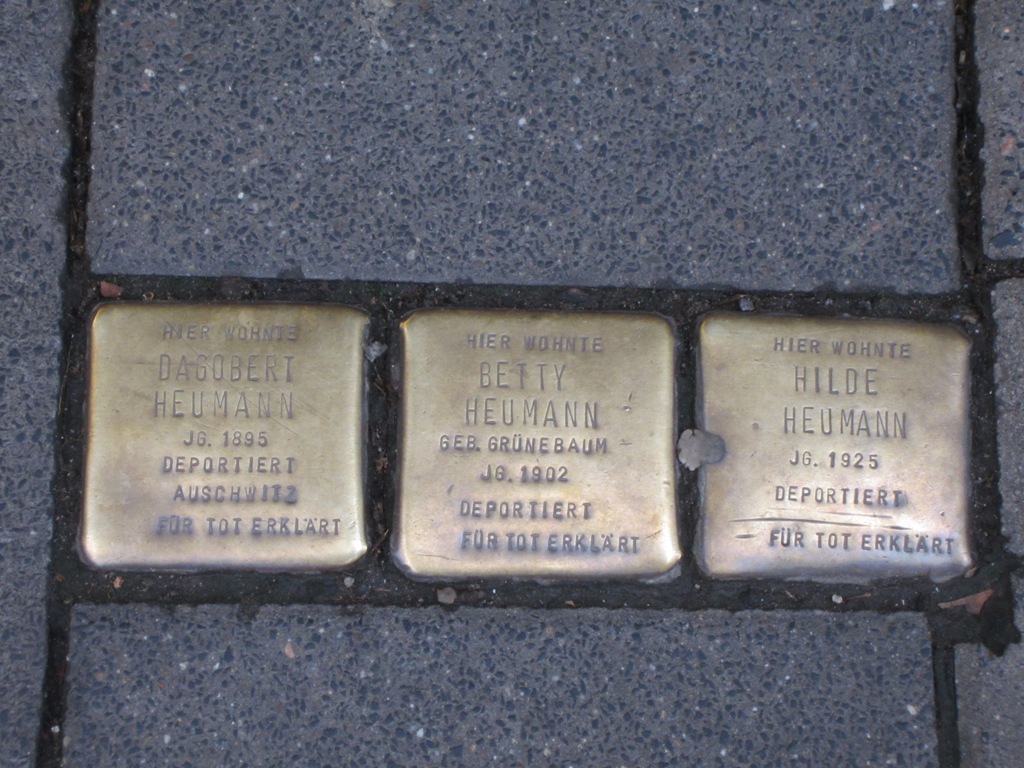 HIER WOHNTE
DAGOBERT
HEUMANN
JG. 1895
DEPORTIERT
AUSCHWITZ
FÜR TOT ERKLÄRT
HIER WOHNTE
BETTY
HEUMANN
GEB. GRÜNEBAUM
JG. 1902
DEPORTIERT
FÜR TOT ERKLÄRT
HIER WOHNTE
HILDE
HEUMANN
JG. 1925
DEPORTIERT
FÜR TOT ERKLÄRT